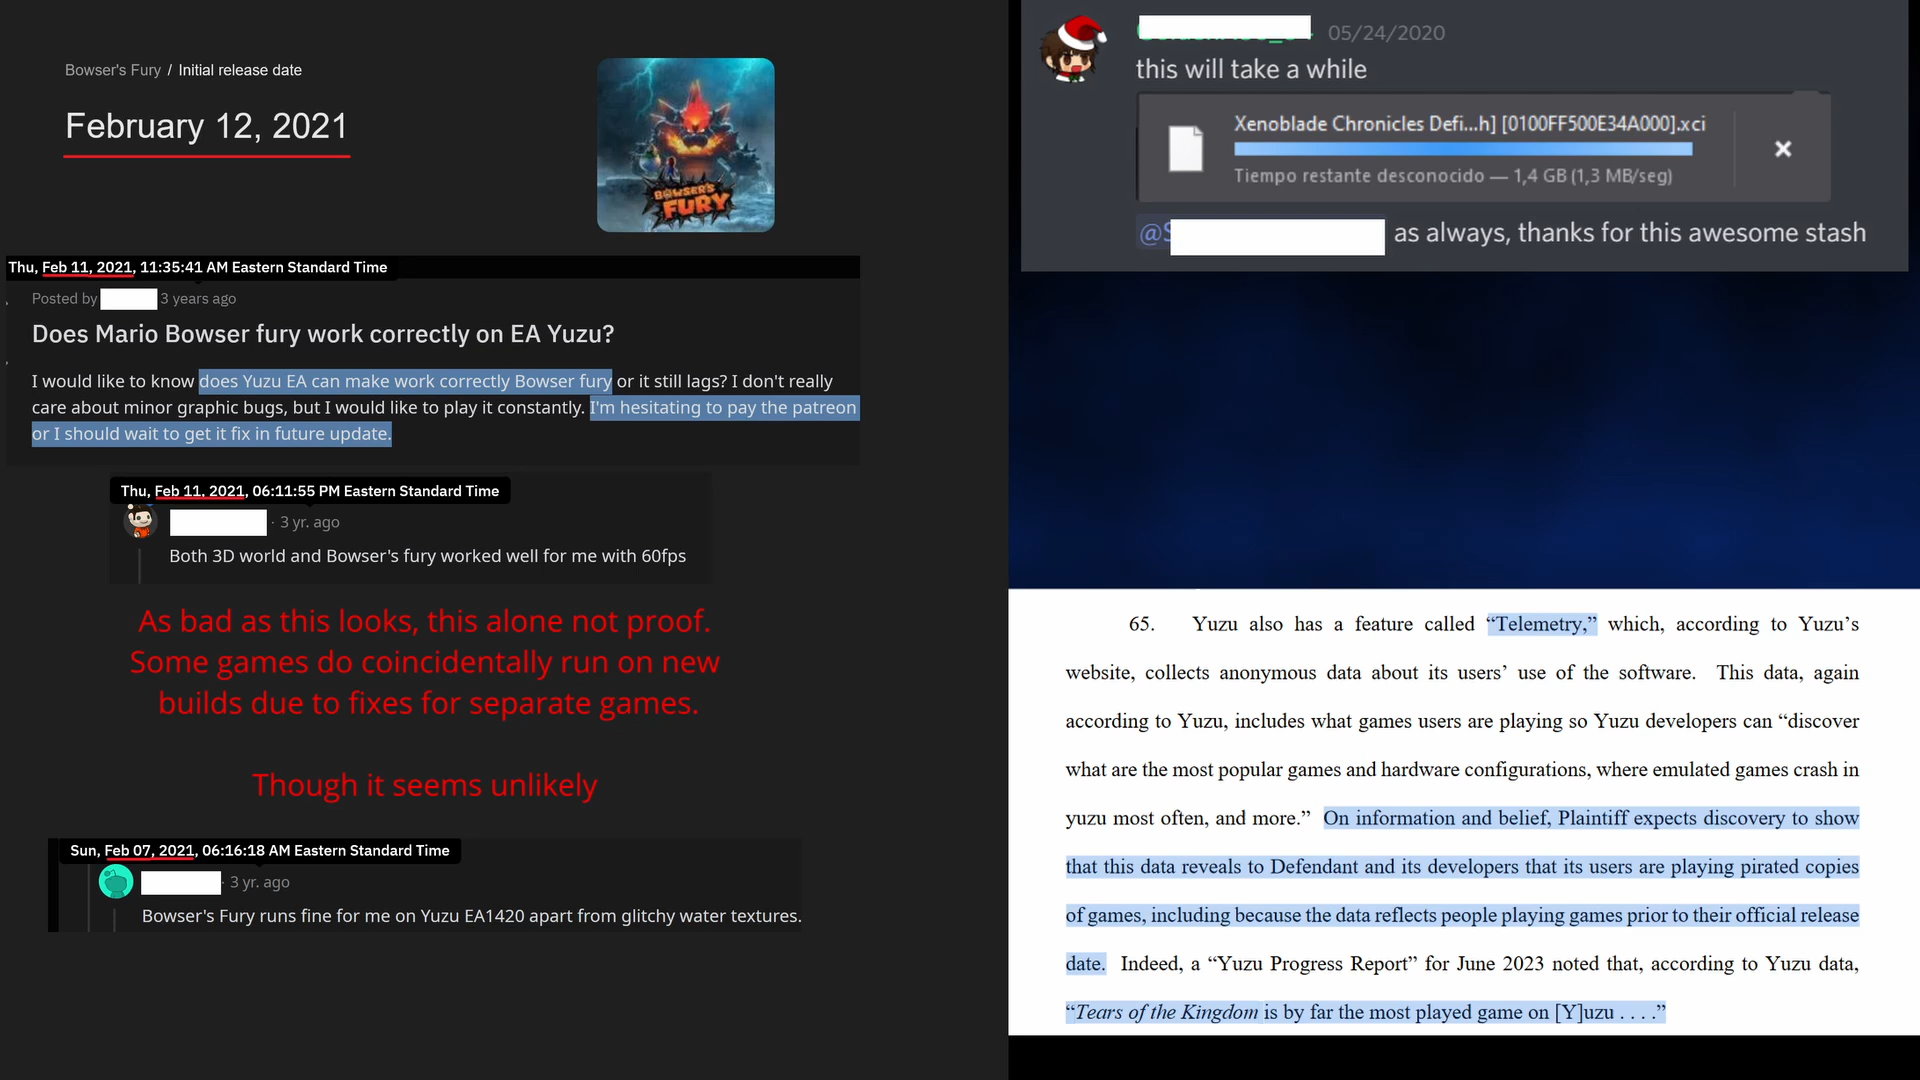 Bowser's Fury / Initial release date
February 12, 2021
BOWSER'S
FURY
Thu, Feb 11, 2021, 11:35:41 AM Eastern Standard Time
Posted by 3 years ago
Does Mario Bowser fury work correctly on EA Yuzu?
I would like to know does Yuzu EA can make work correctly Bowser fury or it still lags? I don't really
care about minor graphic bugs, but I would like to play it constantly. I'm hesitating to pay the patreon
or I should wait to get it fix in future update.
Thu, Feb 11, 2021, 06:11:55 PM Eastern Standard Time
· 3 yr. ago
Both 3D world and Bowser's fury worked well for me with 60fps
As bad as this looks, this alone not proof.
Some games do coincidentally run on new
builds due to fixes for separate games.
Though it seems unlikely
Sun, Feb 07, 2021, 06:16:18 AM Eastern Standard Time
· 3 yr. ago
Bowser's Fury runs fine for me on Yuzu EA1420 apart from glitchy water textures.
05/24/2020
this will take a while
Xenoblade Chronicles Defi...h] [0100FF500E34A000].xci
Tiempo restante desconocido — 1,4 GB (1,3 MB/seg)
@S as always, thanks for this awesome stash
65. Yuzu also has a feature called “Telemetry,” which, according to Yuzu’s
website, collects anonymous data about its users’ use of the software. This data, again
according to Yuzu, includes what games users are playing so Yuzu developers can “discover
what are the most popular games and hardware configurations, where emulated games crash in
yuzu most often, and more.” On information and belief, Plaintiff expects discovery to show
that this data reveals to Defendant and its developers that its users are playing pirated copies
of games, including because the data reflects people playing games prior to their official release
date. Indeed, a “Yuzu Progress Report” for June 2023 noted that, according to Yuzu data,
“Tears of the Kingdom is by far the most played game on [Y]uzu . . . .”